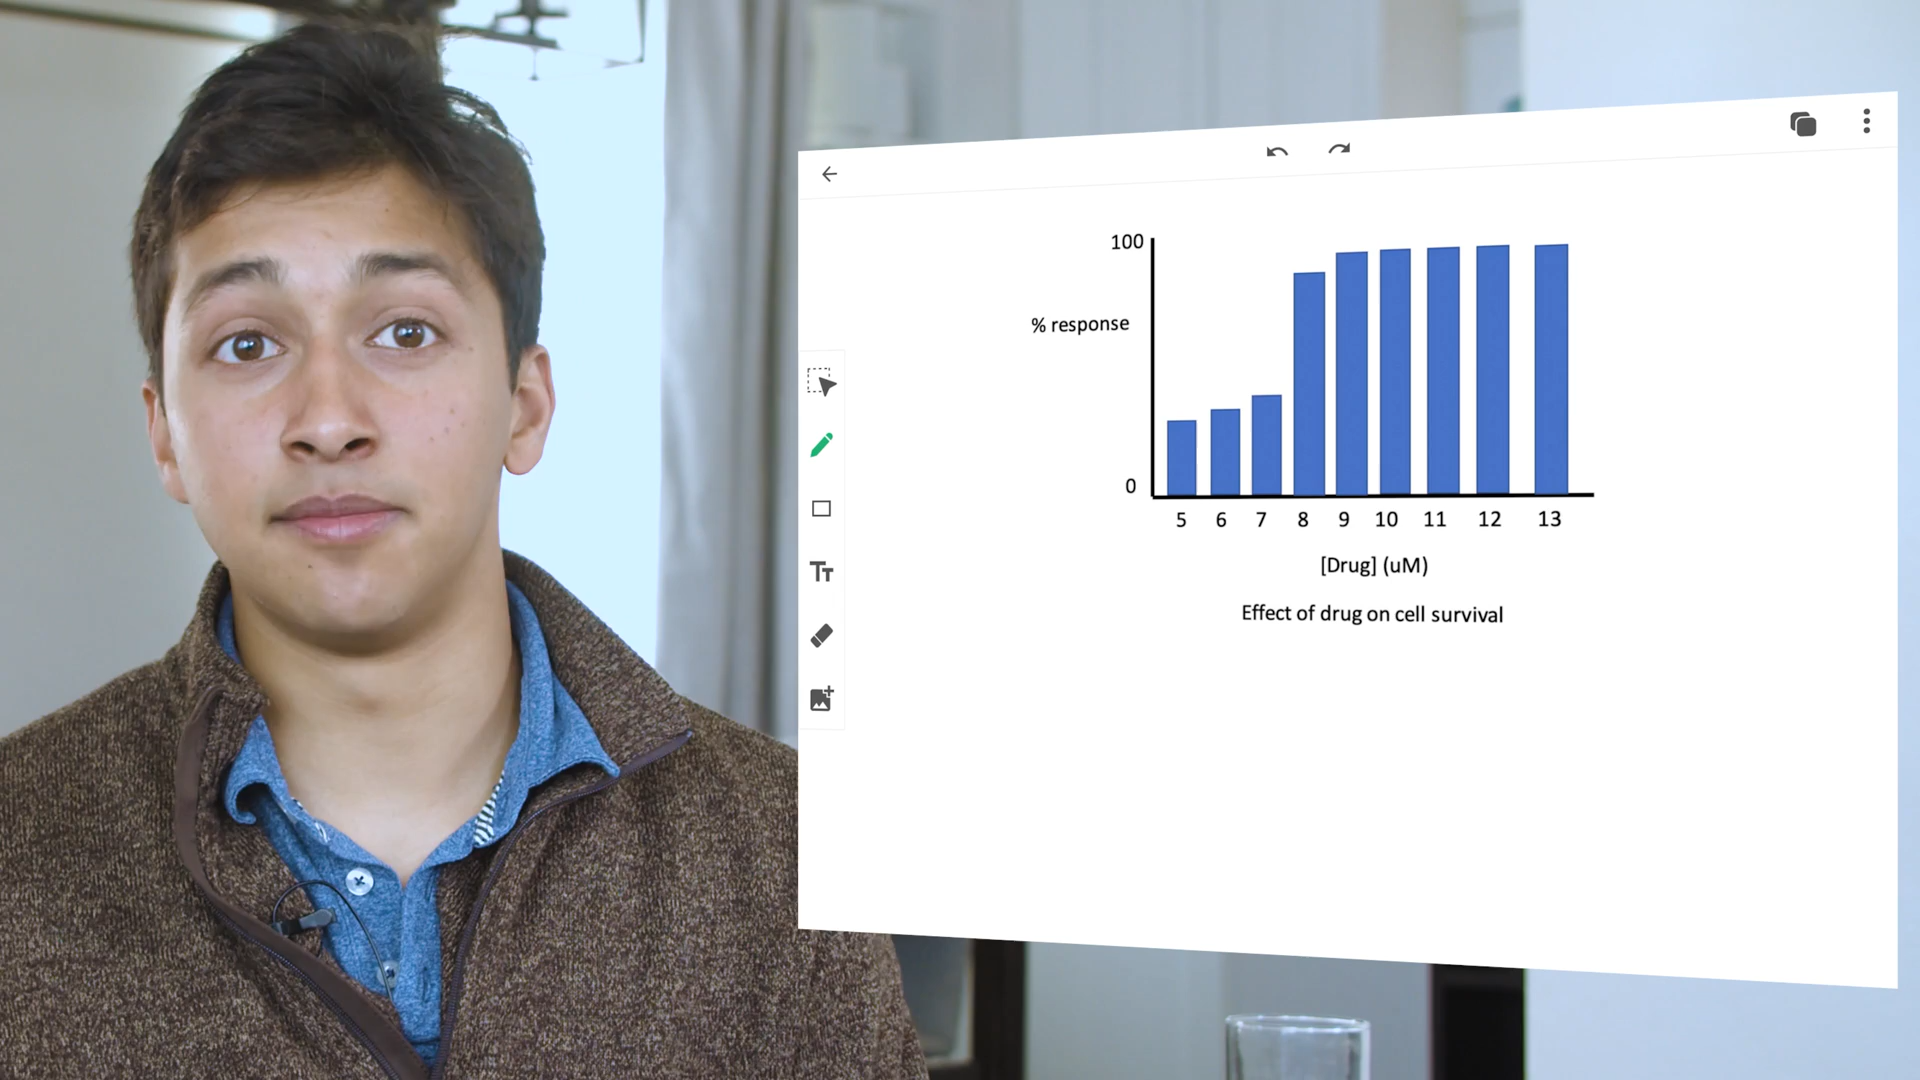 100
% response
0
5 6 7 8 9 10 11 12 13
[Drug] (uM)
Effect of drug on cell survival
Tт